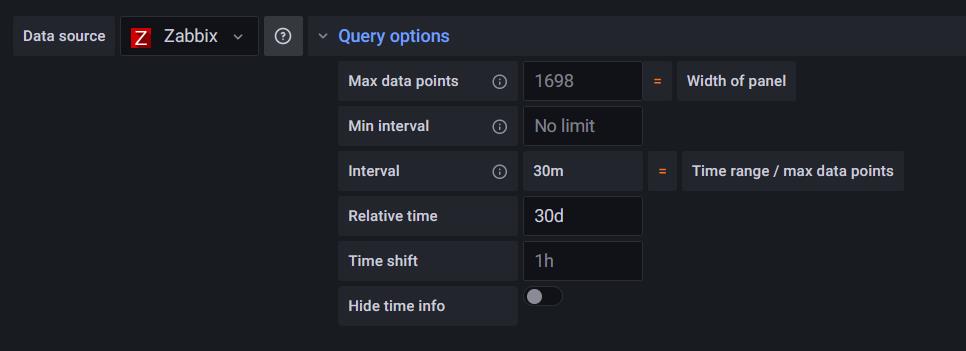 Data source Z Zabbix Query options
Max data points 1698 = Width of panel
Min interval No limit
Interval 30m = Time range / max data points
Relative time 30d
Time shift 1h
Hide time info